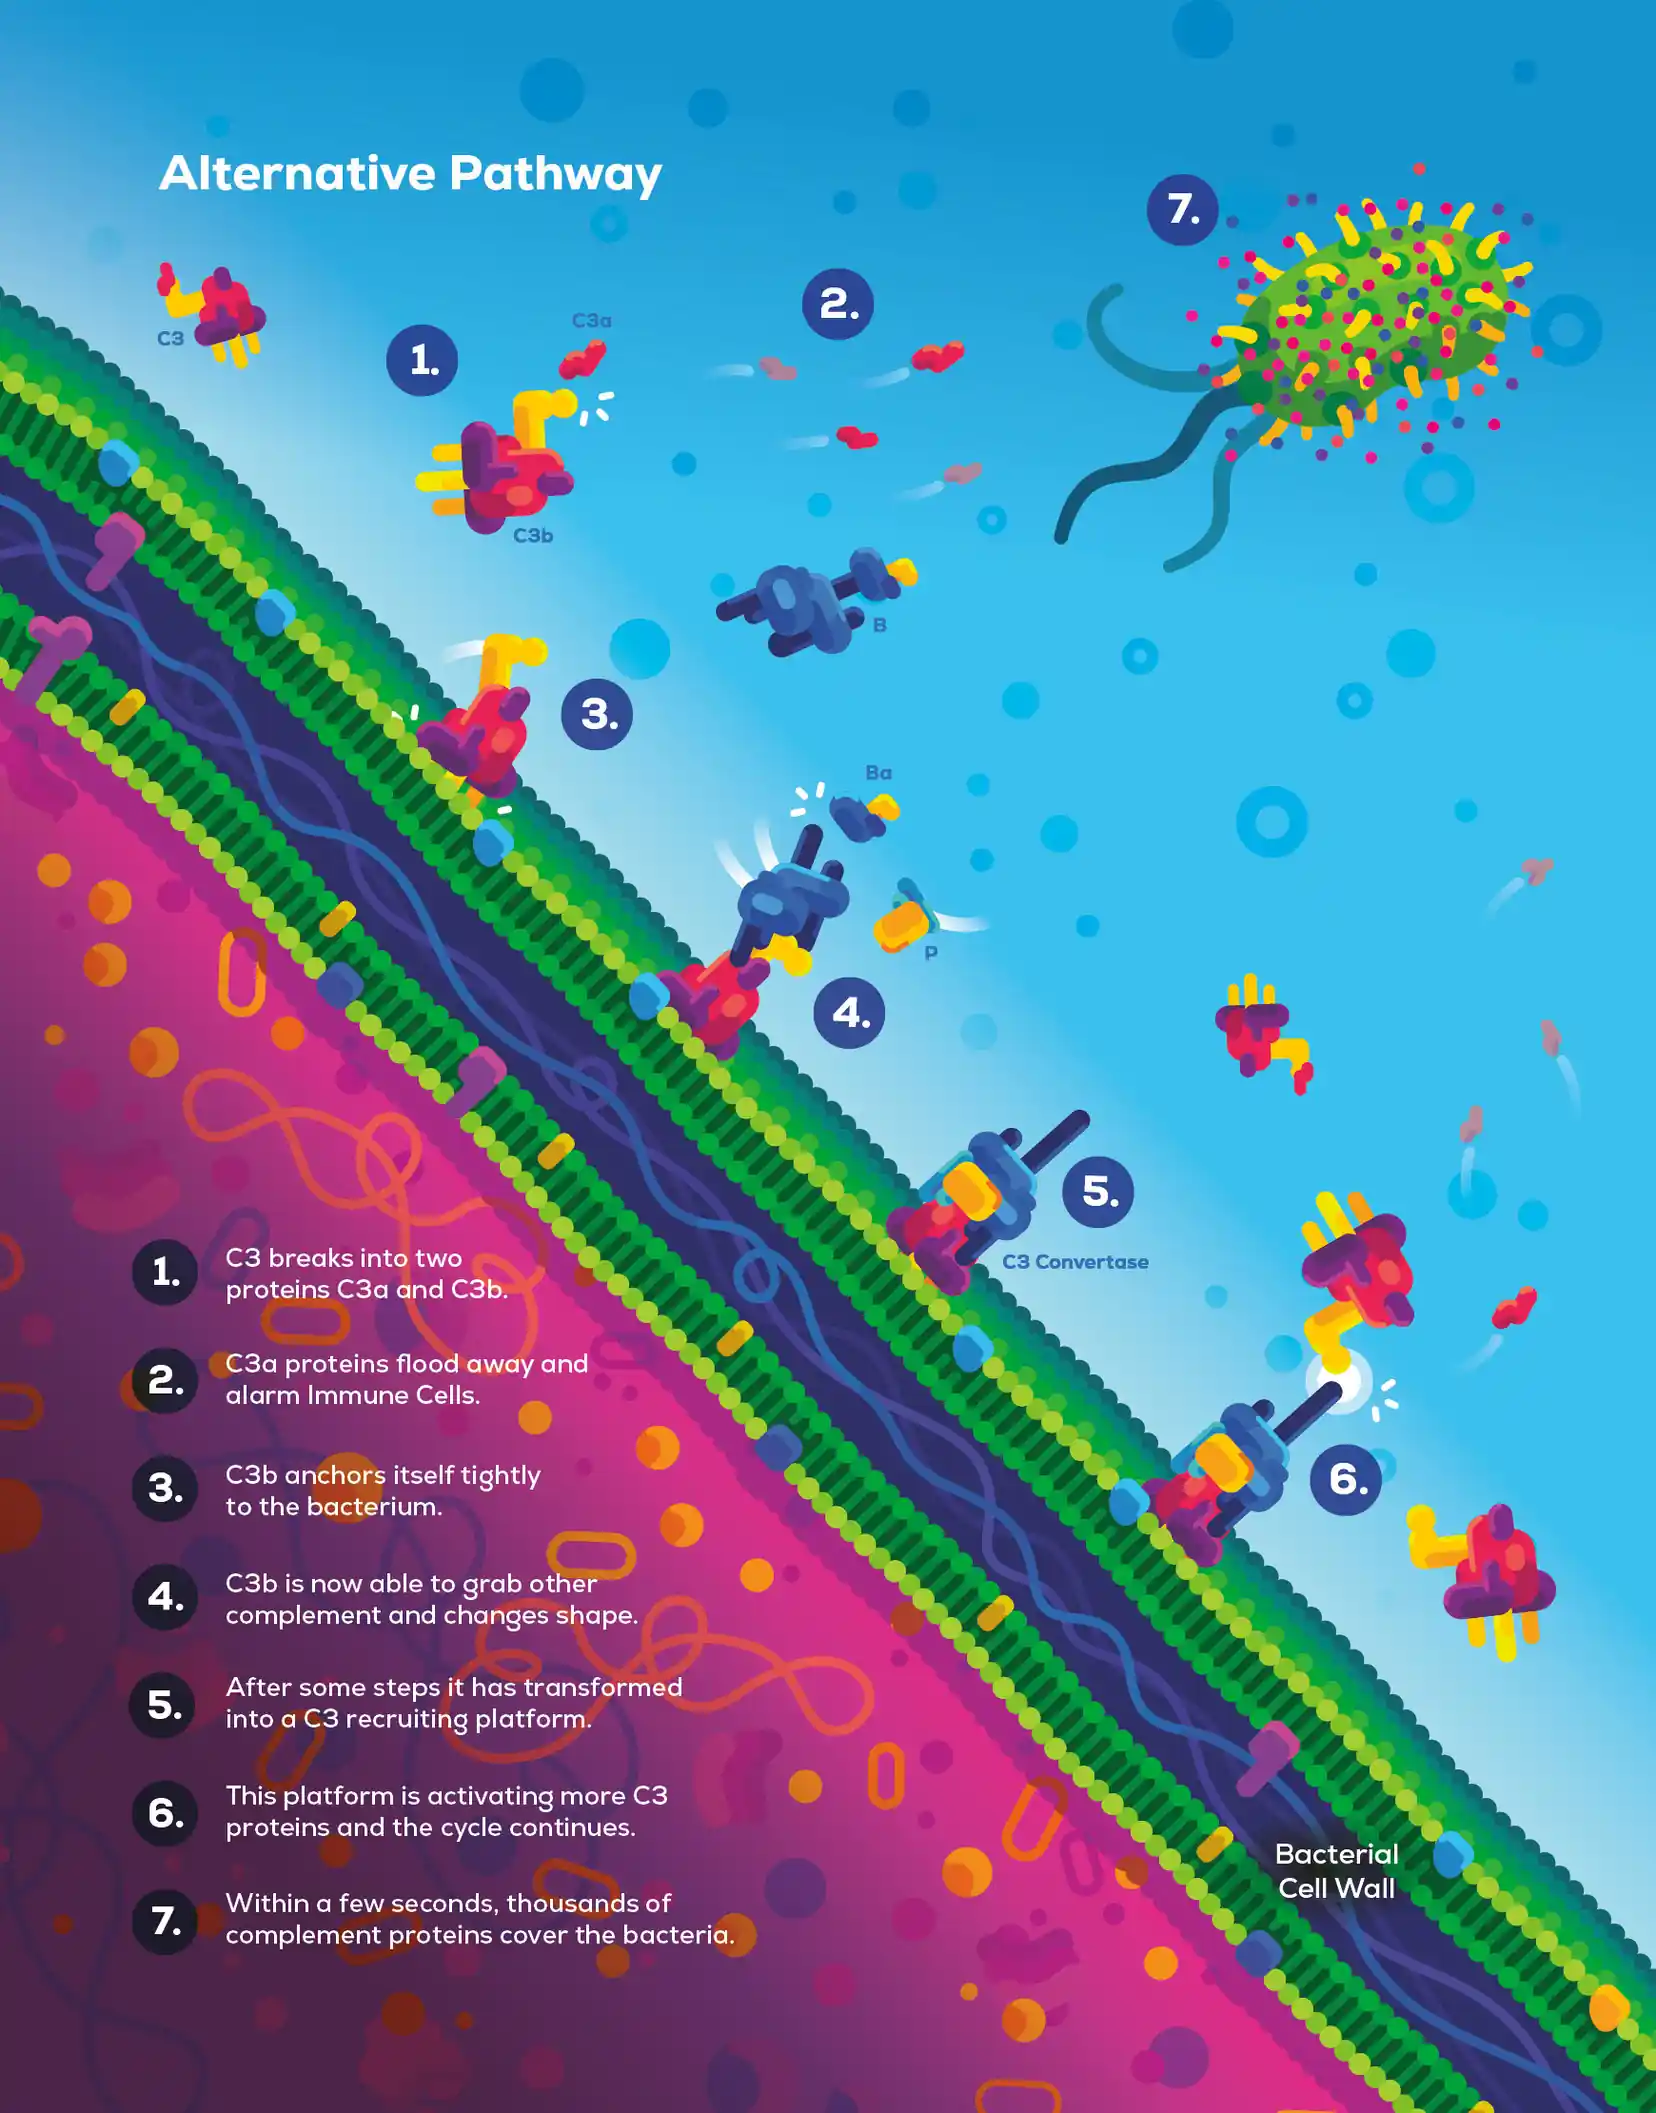 Alternative Pathway
7.
2.
C3a
C3
1.
C3b
B
3.
Ba
P
4.
5.
C3 Convertase
6.
1.
C3 breaks into two
proteins C3a and C3b.
2.
C3a proteins flood away and
alarm Immune Cells.
3.
C3b anchors itself tightly
to the bacterium.
4.
C3b is now able to grab other
complement and changes shape.
5.
After some steps it has transformed
into a C3 recruiting platform.
6.
This platform is activating more C3
proteins and the cycle continues.
7.
Within a few seconds, thousands of
complement proteins cover the bacteria.
Bacterial
Cell Wall